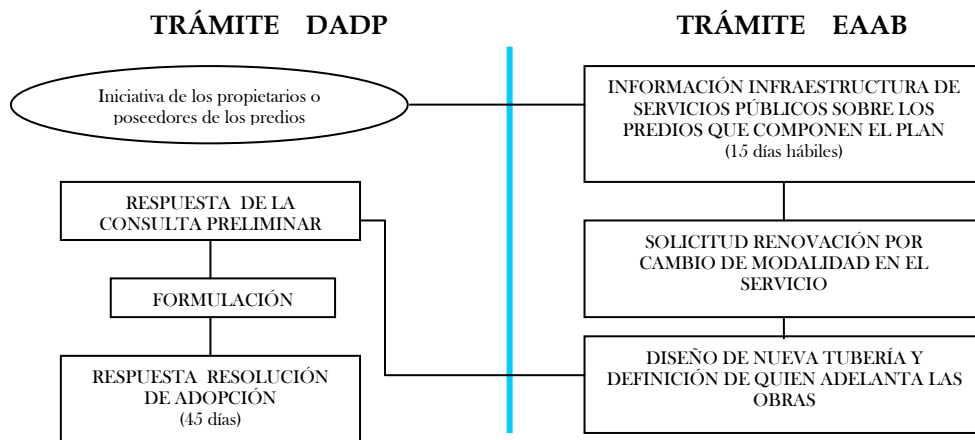 TRÁMITE DADP
TRÁMITE EAAB
Iniciativa de los propietarios o
poseedores de los predios
INFORMACIÓN INFRAESTRUCTURA DE
SERVICIOS PÚBLICOS SOBRE LOS
PREDIOS QUE COMPONEN EL PLAN
(15 días hábiles)
RESPUESTA DE LA
CONSULTA PRELIMINAR
SOLICITUD RENOVACIÓN POR
CAMBIO DE MODALIDAD EN EL
SERVICIO
FORMULACIÓN
RESPUESTA RESOLUCIÓN
DE ADOPCIÓN
(45 días)
DISEÑO DE NUEVA TUBERÍA Y
DEFINICIÓN DE QUIEN ADELANTA LAS
OBRAS